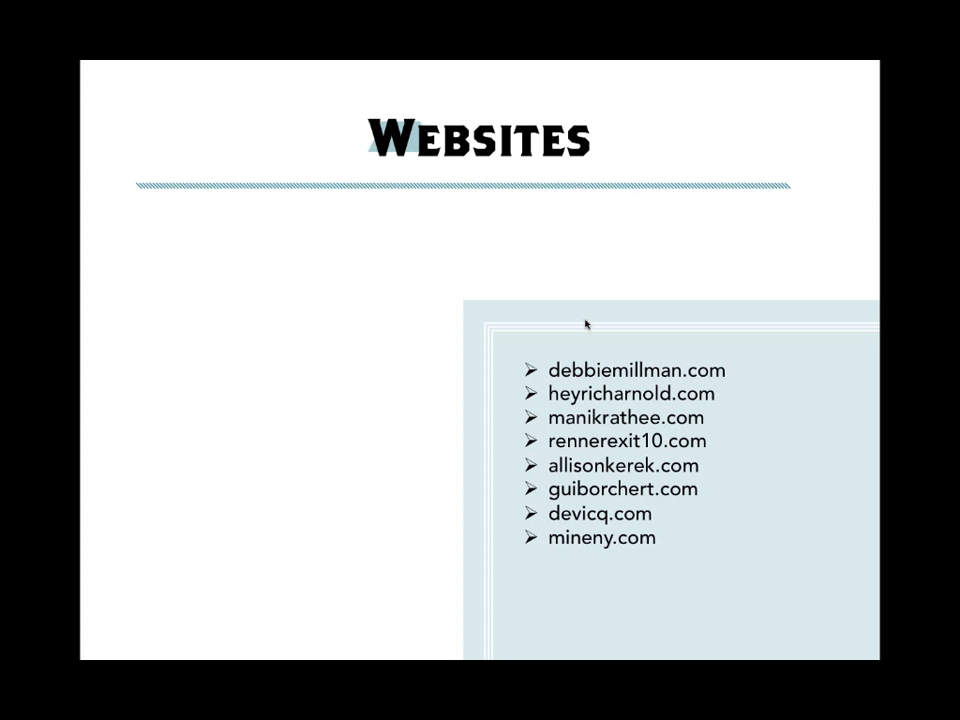 WEBSITES
debbiemillman.com
heyricharnold.com
manikrathee.com
rennerexit10.com
allisonkerek.com
guiborchert.com
devicq.com
mineny.com